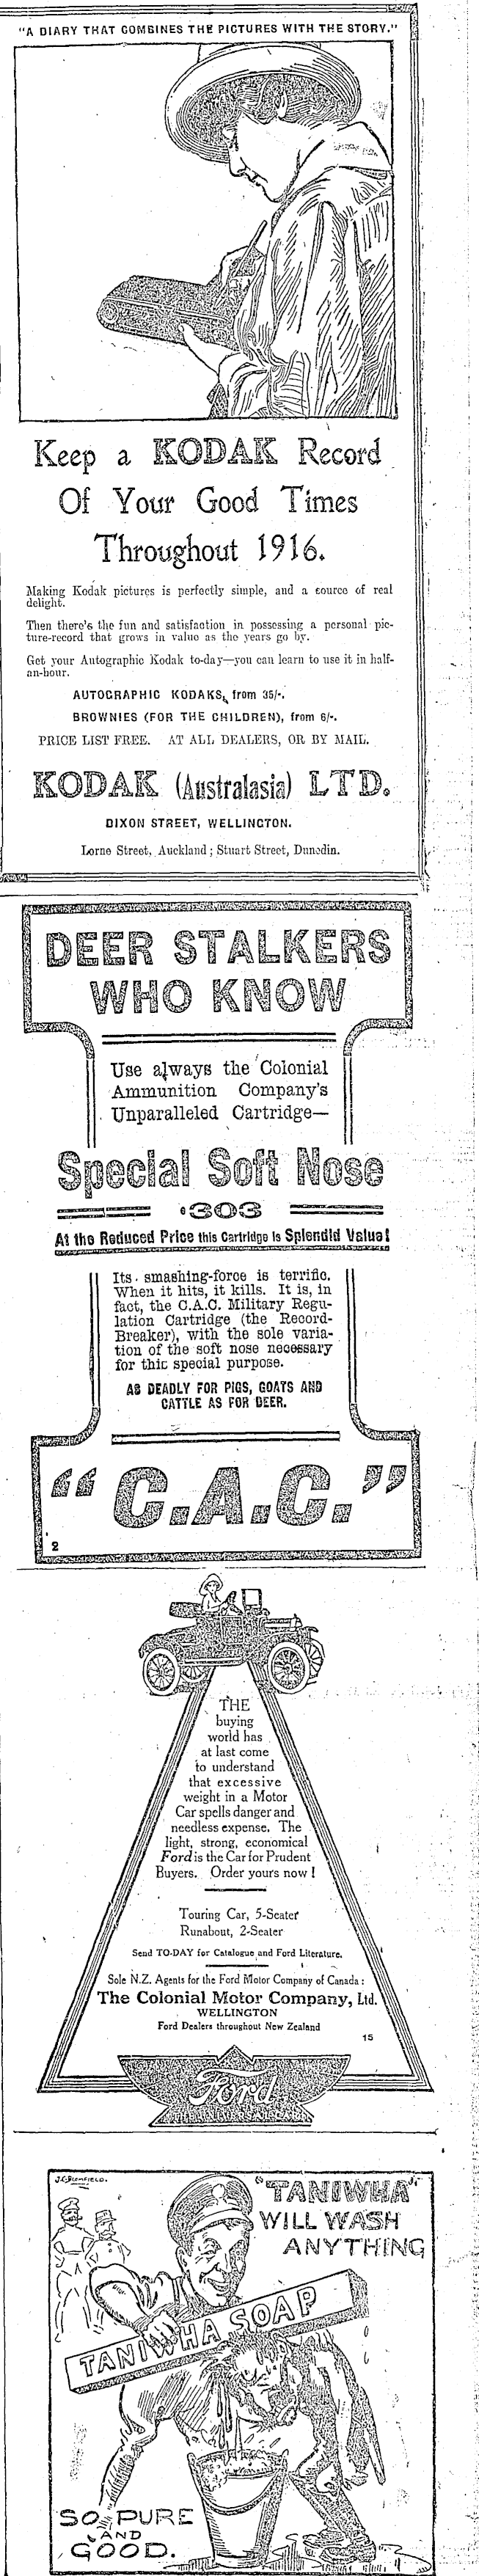 "A DIARY THAT COMBINES THE PICTURES WITH THE STORY."
Keep a KODAK Record
Of Your Good Times
Throughout 1916.
Making Kodak pictures is perfectly simple, and a source of real
delight.
Then there's the fun and satisfaction in possessing a personal pic-
ture-record that grows in value as the years go by.
Get your Autographic Kodak to-day—you can learn to use it in half-
an-hour.
AUTOGRAPHIC KODAKS, from 35/-.
BROWNIES (FOR THE CHILDREN), from 6/-.
PRICE LIST FREE. AT ALL DEALERS, OR BY MAIL.
KODAK (Australasia) LTD.
DIXON STREET, WELLINGTON.
Lorne Street, Auckland; Stuart Street, Dunedin.
DEER STALKERS
WHO KNOW
Use always the Colonial
Ammunition Company's
Unparalleled Cartridge—
Special Soft Nose
·303
At the Reduced Price this Cartridge is Splendid Value!
Its smashing-force is terrific.
When it hits, it kills. It is, in
fact, the C.A.C. Military Regu-
lation Cartridge (the Record-
Breaker), with the sole varia-
tion of the soft nose necessary
for this special purpose.
AS DEADLY FOR PIGS, GOATS AND
CATTLE AS FOR DEER.
"C.A.C."
2
THE
buying
world has
at last come
to understand
that excessive
weight in a Motor
Car spells danger and
needless expense. The
light, strong, economical
Ford is the Car for Prudent
Buyers. Order yours now!
Touring Car, 5-Seater
Runabout, 2-Seater
Send TO-DAY for Catalogue and Ford Literature.
Sole N.Z. Agents for the Ford Motor Company of Canada:
The Colonial Motor Company, Ltd.
WELLINGTON
Ford Dealers throughout New Zealand
15
Ford
J.C. BLOMFIELD.
"TANIWHA"
WILL WASH
ANYTHING
TANIWHA SOAP
SO PURE
AND
GOOD.